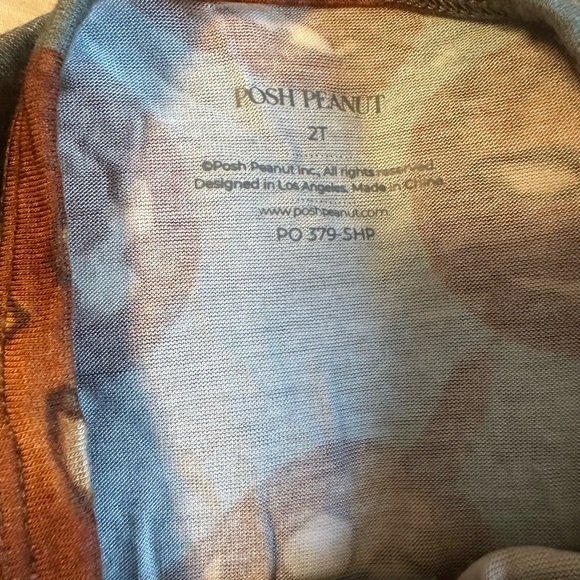 POSH PEANUT
2T
©Posh Peanut Inc, All rights reserved.
Designed in Los Angeles. Made in China.
www.poshpeanut.com
PO 379-SHP